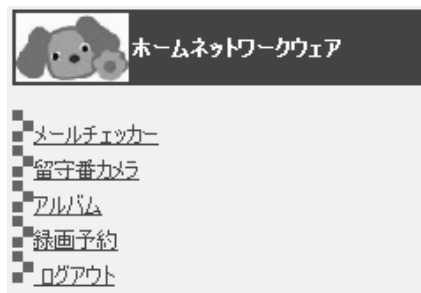 ホームネットワークウェア
メールチェッカー
留守番カメラ
アルバム
録画予約
ログアウト